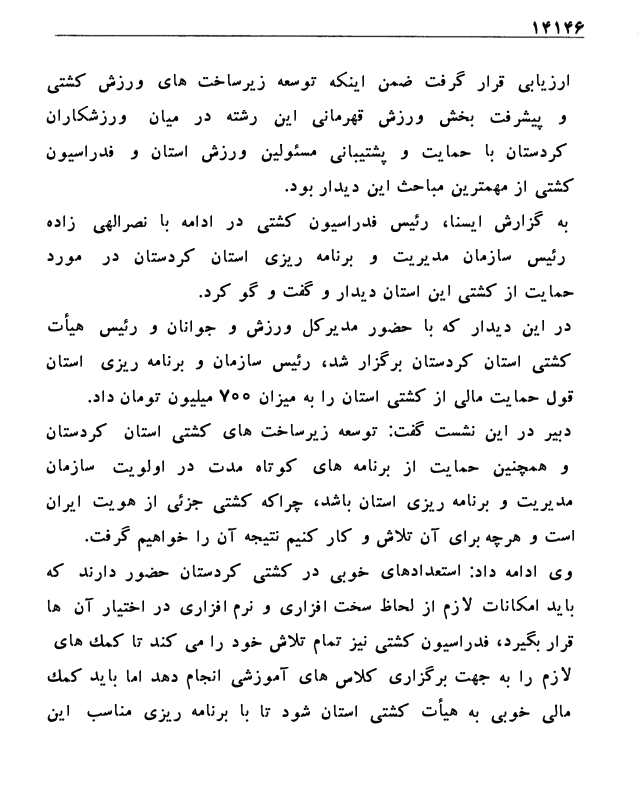 ۱۴۱۴۶
ارزیابی قرار گرفت ضمن اینکه توسعه زیرساخت های ورزش کشتی
و پیشرفت بخش ورزش قهرمانی این رشته در میان ورزشکاران
کردستان با حمایت و پشتیبانی مسئولین ورزش استان و فدراسیون
کشتی از مهمترین مباحث این دیدار بود.
به گزارش ایسنا، رئیس فدراسیون کشتی در ادامه با نصرالهی زاده
رئیس سازمان مدیریت و برنامه ریزی استان کردستان در مورد
حمایت از کشتی این استان دیدار و گفت و گو کرد.
در این دیدار که با حضور مدیرکل ورزش و جوانان و رئیس هیأت
کشتی استان کردستان برگزار شد، رئیس سازمان و برنامه ریزی استان
قول حمایت مالی از کشتی استان را به میزان ۷۰۰ میلیون تومان داد.
دبیر در این نشست گفت: توسعه زیرساخت های کشتی استان کردستان
و همچنین حمایت از برنامه های کوتاه مدت در اولویت سازمان
مدیریت و برنامه ریزی استان باشد، چراکه کشتی جزئی از هویت ایران
است و هرچه برای آن تلاش و کار کنیم نتیجه آن را خواهیم گرفت.
وی ادامه داد: استعدادهای خوبی در کشتی کردستان حضور دارند که
باید امکانات لازم از لحاظ سخت افزاری و نرم افزاری در اختیار آن ها
قرار بگیرد، فدراسیون کشتی نیز تمام تلاش خود را می کند تا کمك های
لازم را به جهت برگزاری کلاس های آموزشی انجام دهد اما باید کمك
مالی خوبی به هیأت کشتی استان شود تا با برنامه ریزی مناسب این